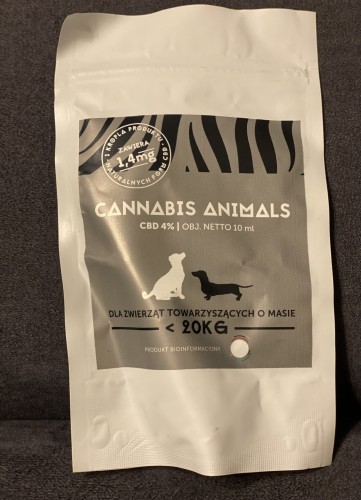 1 KROPLA PRODUKTU
ZAWIERA
1,4mg
NATURALNYCH FORM CBD
CANNABIS ANIMALS
CBD 4% | OBJ. NETTO 10 ml
DLA ZWIERZĄT TOWARZYSZĄCYCH O MASIE
< 20KG
PRODUKT BIOINFORMACYJNY